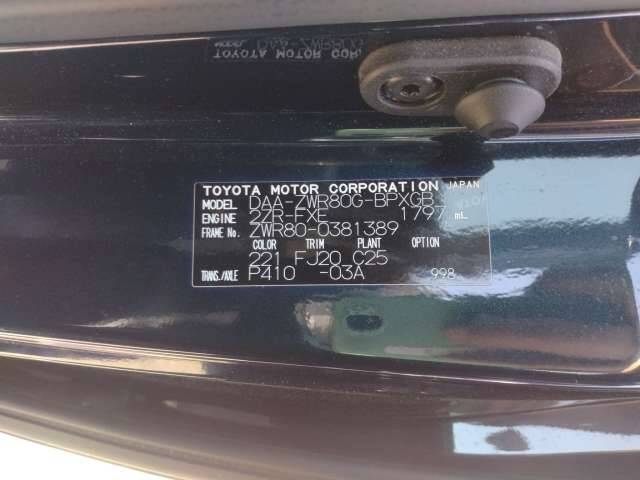 TOYOTA MOTOR CORPORATION JAPAN
MODEL DAA-ZWR80G-BPXGB
ENGINE 2ZR-FXE 1797 mL
FRAME No. ZWR80-0381389
COLOR TRIM PLANT OPTION
221 FJ20 C25
TRANS./AXLE P410 -03A 998